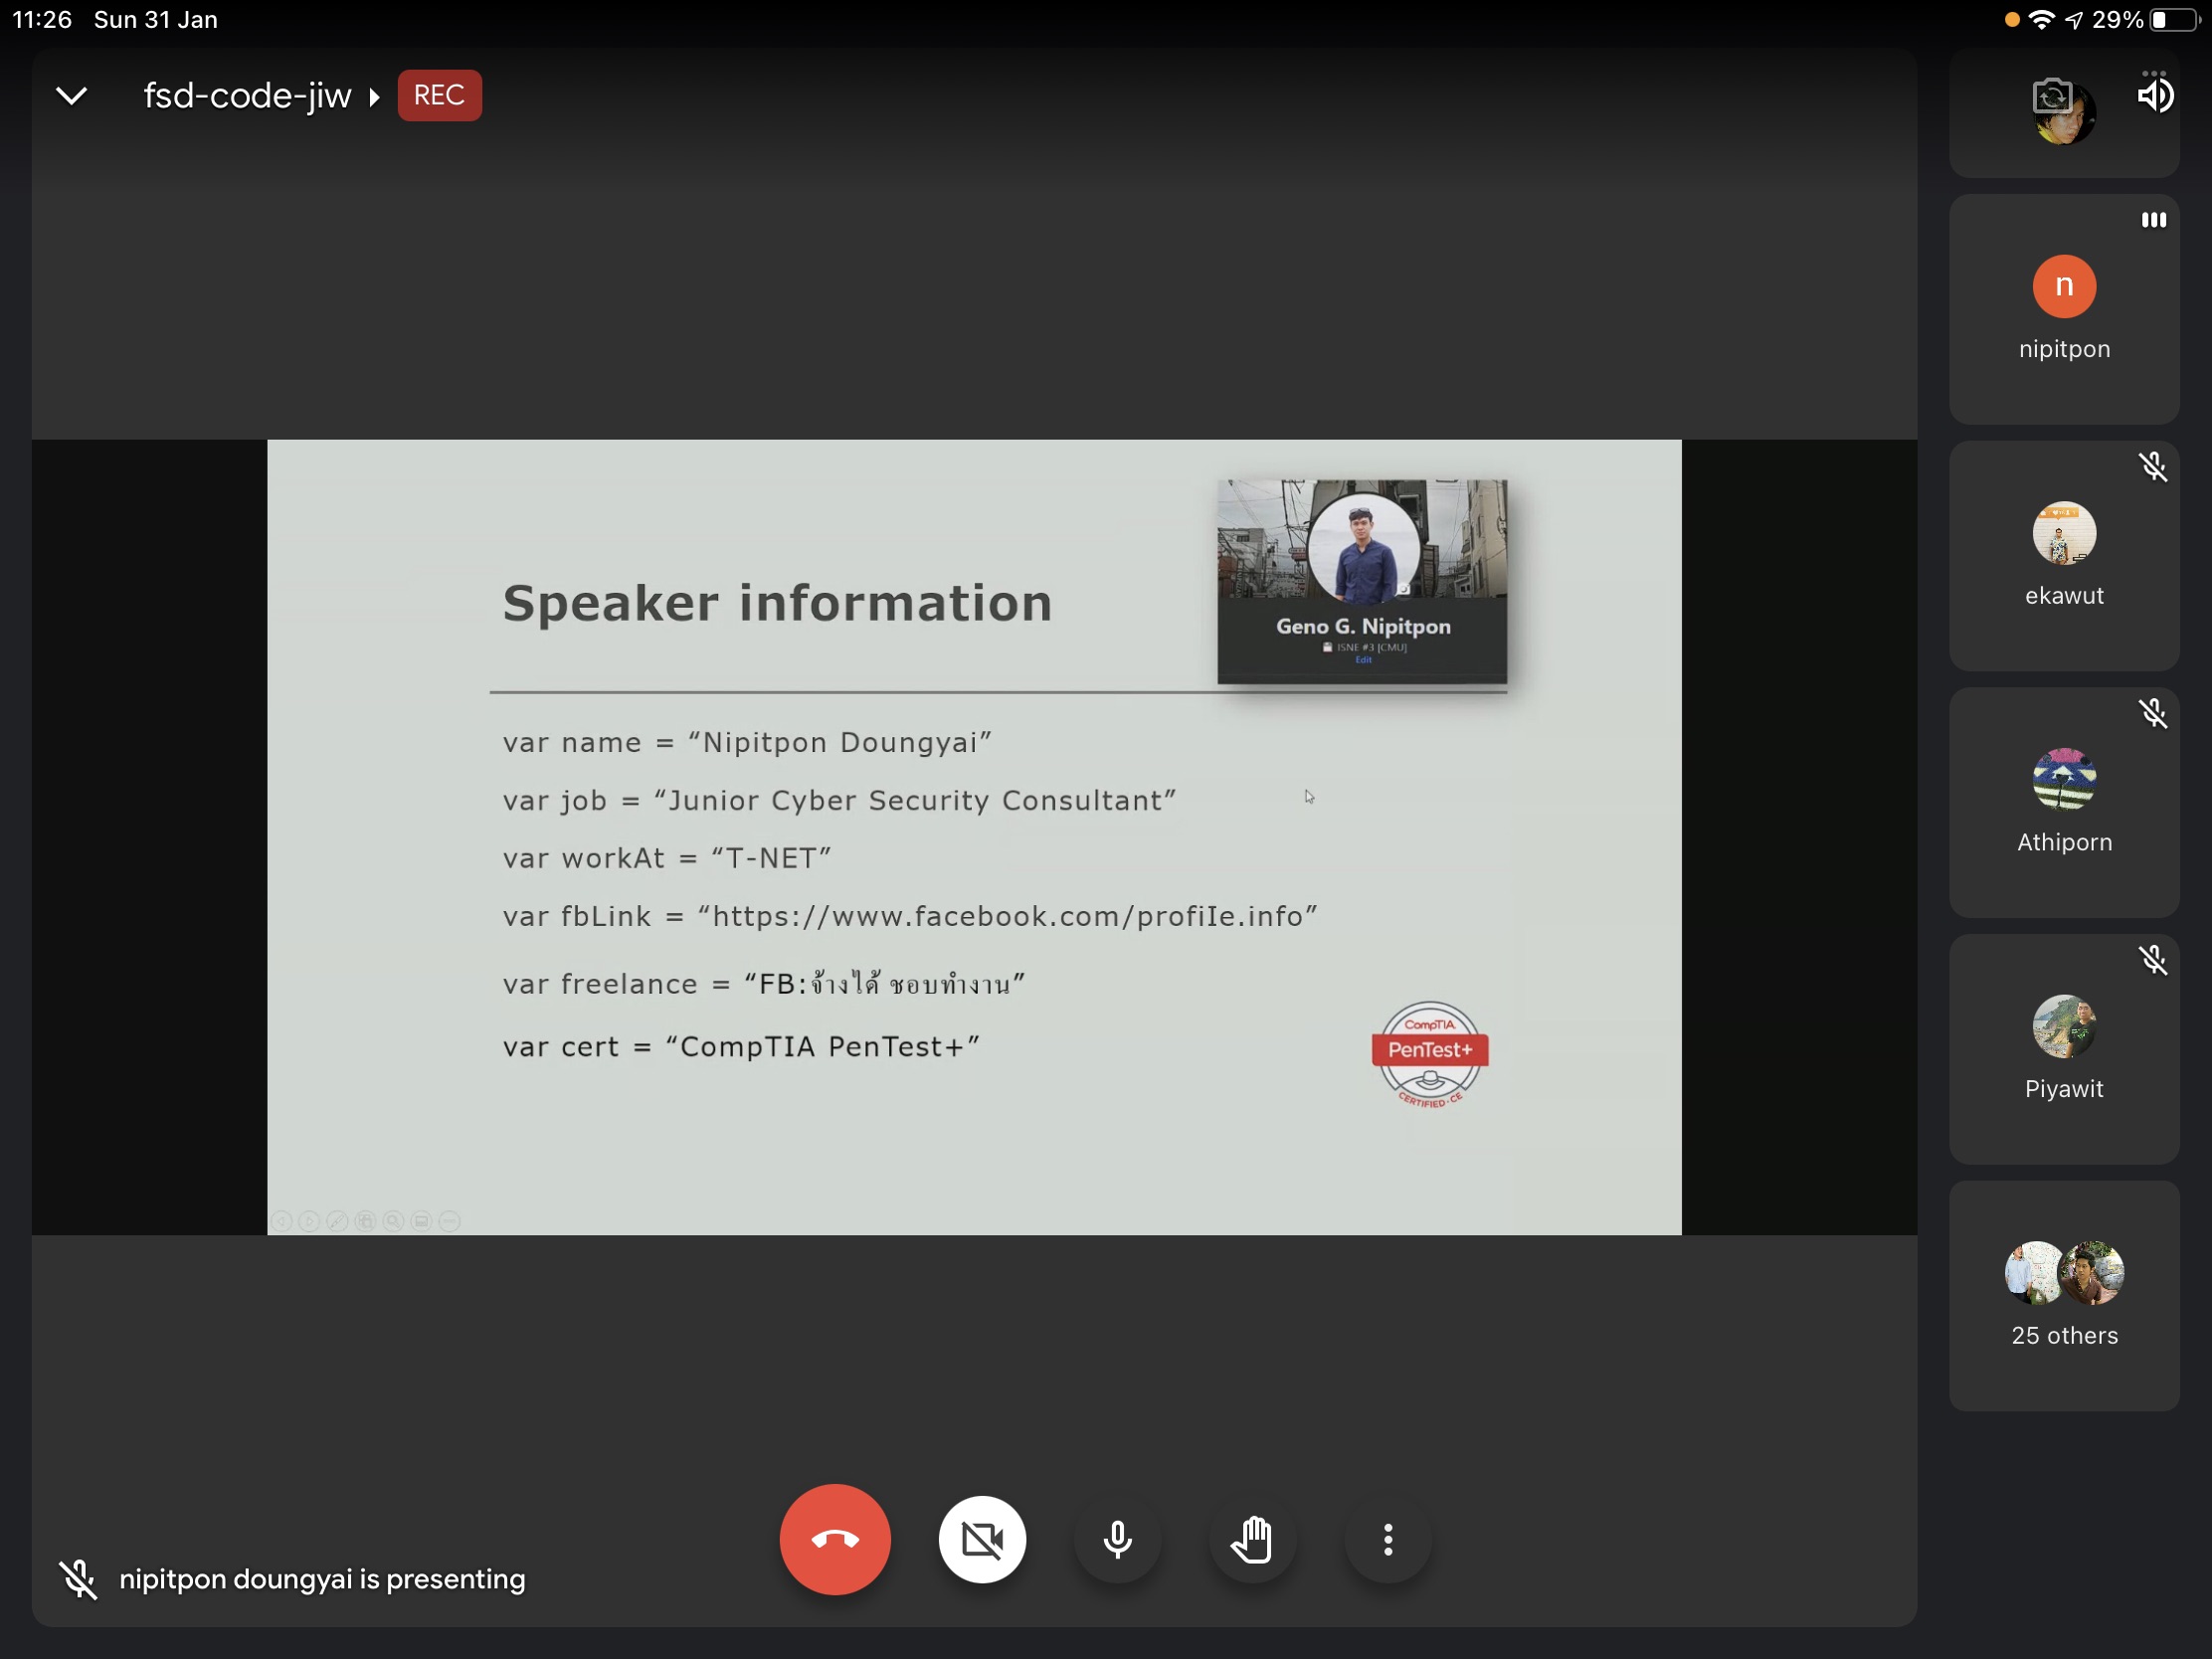 11:26 Sun 31 Jan
29%
fsd-code-jiw
REC
nipitpon
ekawut
Athiporn
Piyawit
25 others
Speaker information
Geno G. Nipitpon
ISNE #3 [CMU]
Edit
var name = “Nipitpon Doungyai”
var job = “Junior Cyber Security Consultant”
var workAt = “T-NET”
var fbLink = “https://www.facebook.com/profiIe.info”
var freelance = “FB:จ้างได้ ชอบทำงาน”
var cert = “CompTIA PenTest+”
CompTIA.
PenTest+
CERTIFIED-CE
nipitpon doungyai is presenting